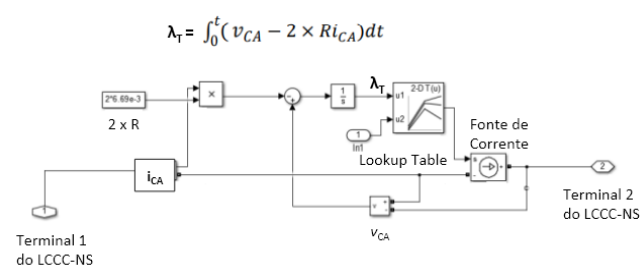 λT = ∫₀ᵗ(vCA − 2 × RiCA)dt
2*6.69e-3
2 x R
×
1/s
λT
u1
2-D T(u)
u2
1
In1
Lookup Table
Fonte de
Corrente
s
iCA
v
vCA
1
Terminal 1
do LCCC-NS
2
Terminal 2
do LCCC-NS